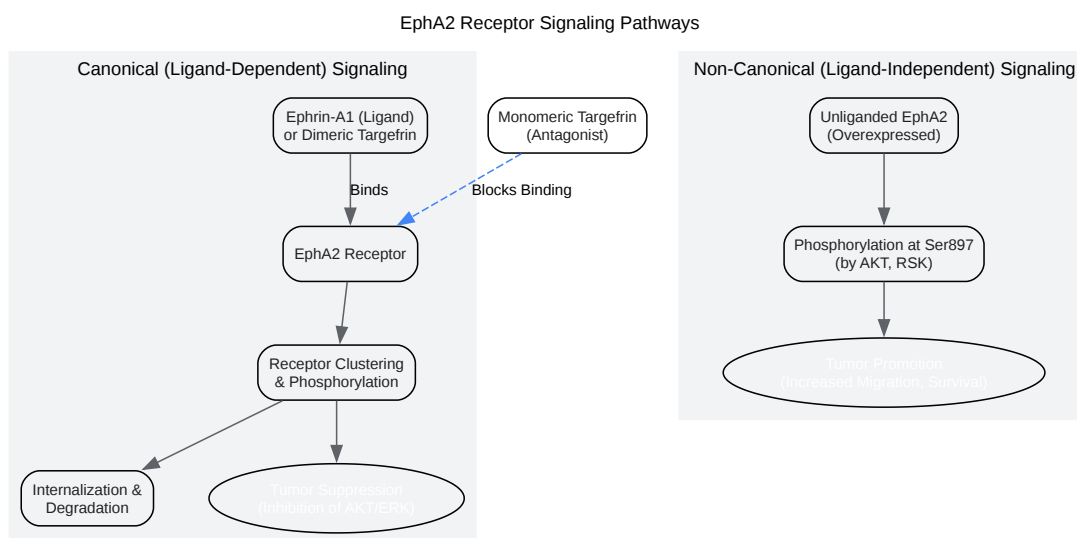 EphA2 Receptor Signaling Pathways
Canonical (Ligand-Dependent) Signaling
Non-Canonical (Ligand-Independent) Signaling
Ephrin-A1 (Ligand)
or Dimeric Targefrin
Monomeric Targefrin
(Antagonist)
Unliganded EphA2
(Overexpressed)
Binds
Blocks Binding
EphA2 Receptor
Phosphorylation at Ser897
(by AKT, RSK)
Receptor Clustering
& Phosphorylation
Tumor Promotion
(Increased Migration, Survival)
Internalization &
Degradation
Tumor Suppression
(Inhibition of AKT/ERK)